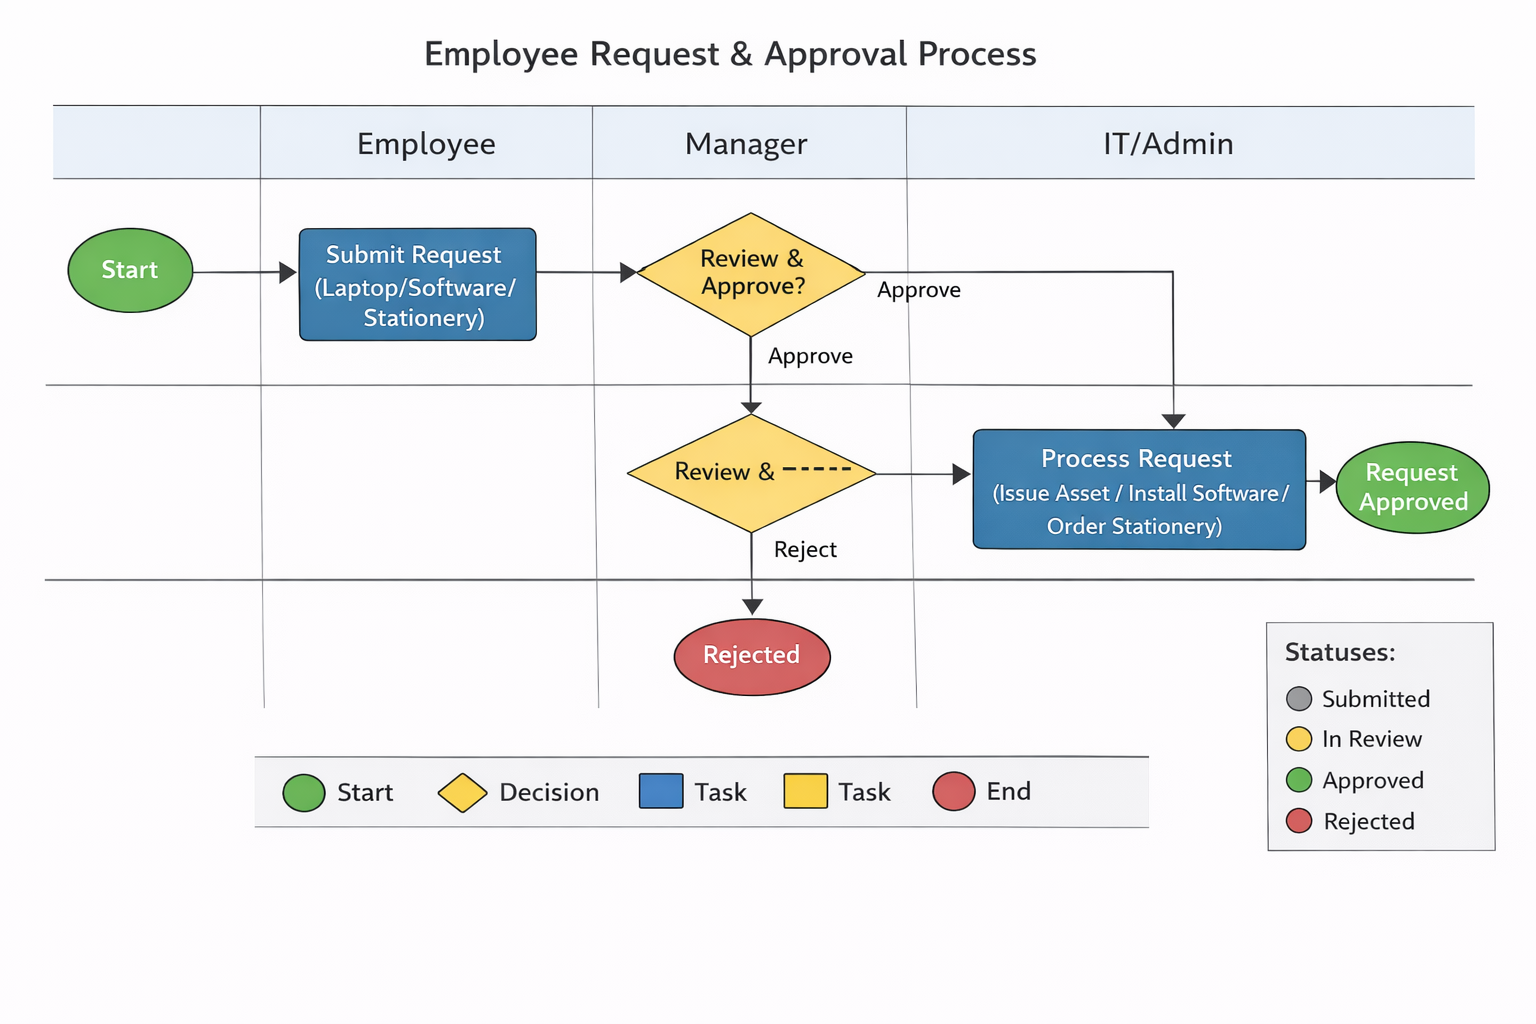 Employee Request & Approval Process
Employee
Manager
IT/Admin
Start
Submit Request
(Laptop/Software/
Stationery)
Review &
Approve?
Approve
Approve
Review & -----
Process Request
(Issue Asset / Install Software/
Order Stationery)
Request
Approved
Reject
Rejected
Statuses:
Submitted
In Review
Approved
Rejected
Start
Decision
Task
Task
End